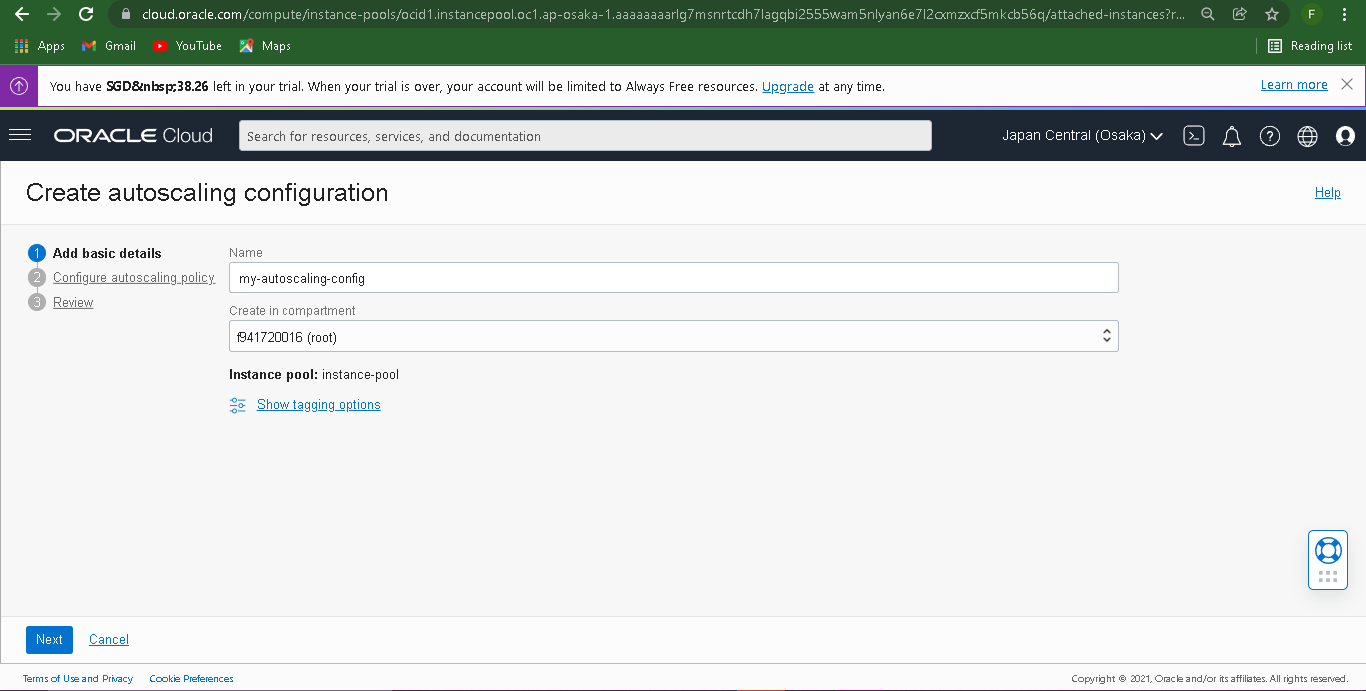 cloud.oracle.com/compute/instance-pools/ocid1.instancepool.oc1.ap-osaka-1.aaaaaaaarlg7msnrtcdh7lagqbi2555wam5nlyan6e7l2cxmzxcf5mkcb56q/attached-instances?r...
F
Apps Gmail YouTube Maps Reading list
You have SGD&nbsp;38.26 left in your trial. When your trial is over, your account will be limited to Always Free resources. Upgrade at any time. Learn more
ORACLE Cloud Search for resources, services, and documentation Japan Central (Osaka)
Create autoscaling configuration Help
1 Add basic details
2 Configure autoscaling policy
3 Review
Name
my-autoscaling-config
Create in compartment
f941720016 (root)
Instance pool: instance-pool
Show tagging options
Next Cancel
Terms of Use and Privacy Cookie Preferences Copyright © 2021, Oracle and/or its affiliates. All rights reserved.